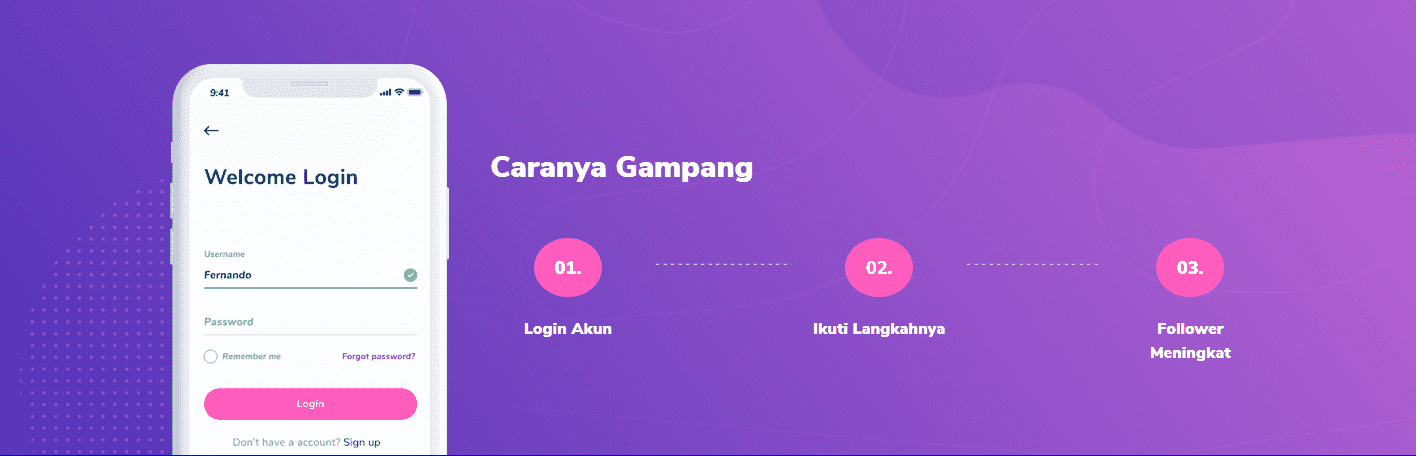 9:41
Welcome Login
Username
Fernando
Password
Remember me Forgot password?
Login
Don't have a account? Sign up
Caranya Gampang
01. 02. 03.
Login Akun Ikuti Langkahnya Follower
Meningkat